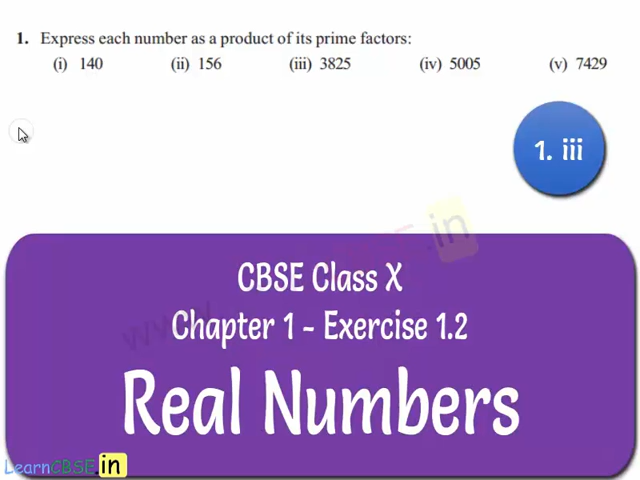 1. Express each number as a product of its prime factors:
(i) 140 (ii) 156 (iii) 3825 (iv) 5005 (v) 7429
1. iii
CBSE Class X
Chapter 1 - Exercise 1.2
Real Numbers
LearnCBSE.in